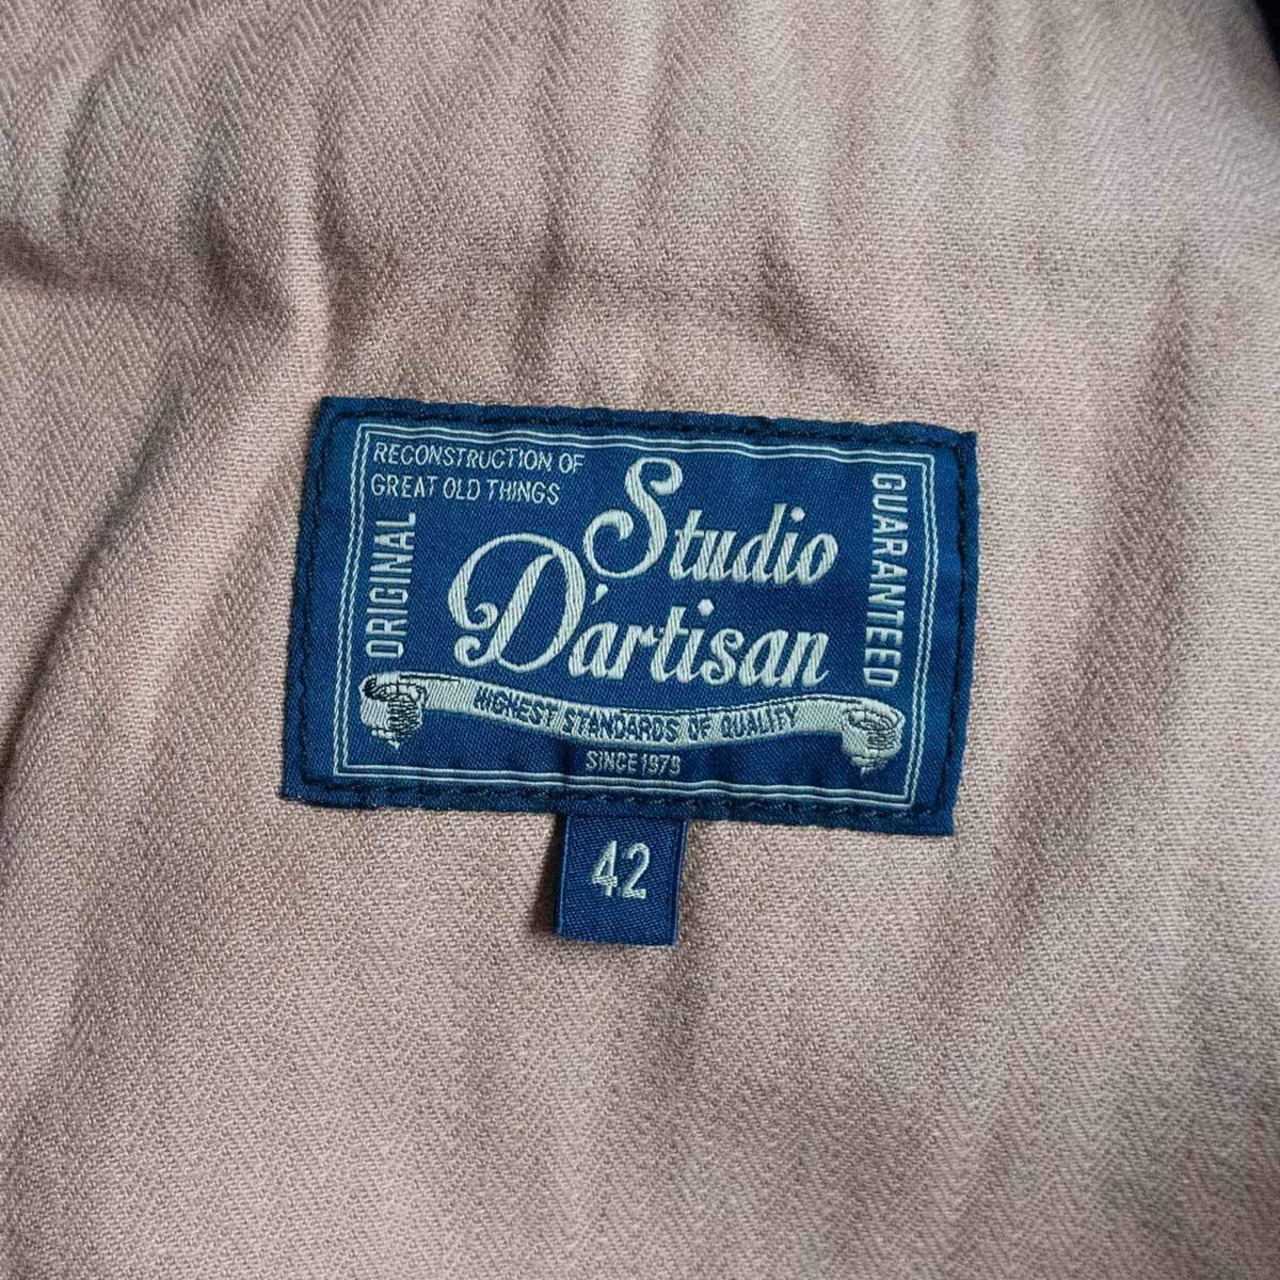 RECONSTRUCTION OF
GREAT OLD THINGS
ORIGINAL
Studio
D'artisan
GUARANTEED
HIGHEST STANDARDS OF QUALITY
SINCE 1979
42